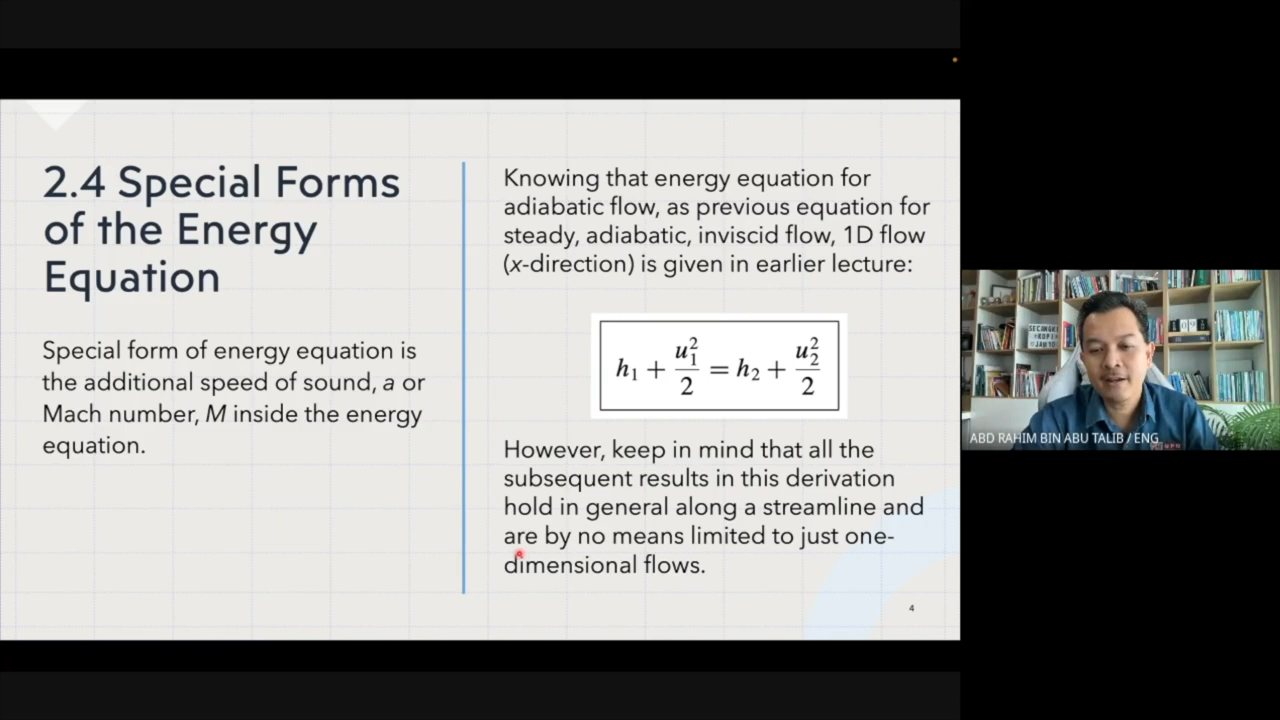 2.4 Special Forms
of the Energy
Equation
Special form of energy equation is
the additional speed of sound, a or
Mach number, M inside the energy
equation.
Knowing that energy equation for
adiabatic flow, as previous equation for
steady, adiabatic, inviscid flow, 1D flow
(x-direction) is given in earlier lecture:
h₁ + u₁²/2 = h₂ + u₂²/2
However, keep in mind that all the
subsequent results in this derivation
hold in general along a streamline and
are by no means limited to just one-
dimensional flows.
4
ABD RAHIM BIN ABU TALIB / ENG